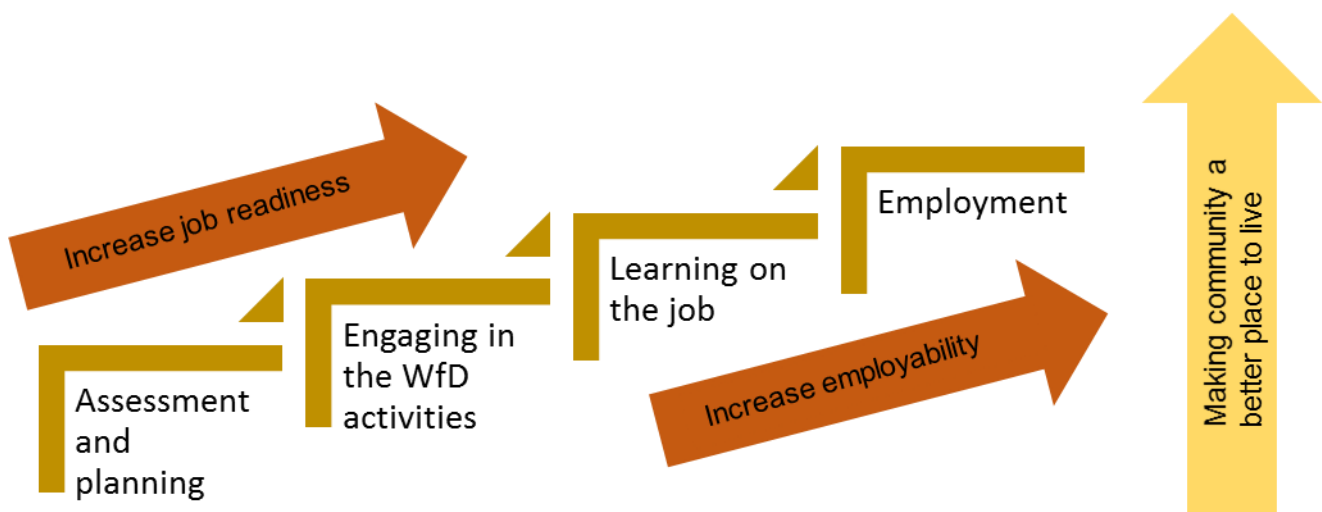 Increase job readiness
Assessment
and
planning
Engaging in
the WfD
activities
Learning on
the job
Employment
Increase employability
Making community a
better place to live